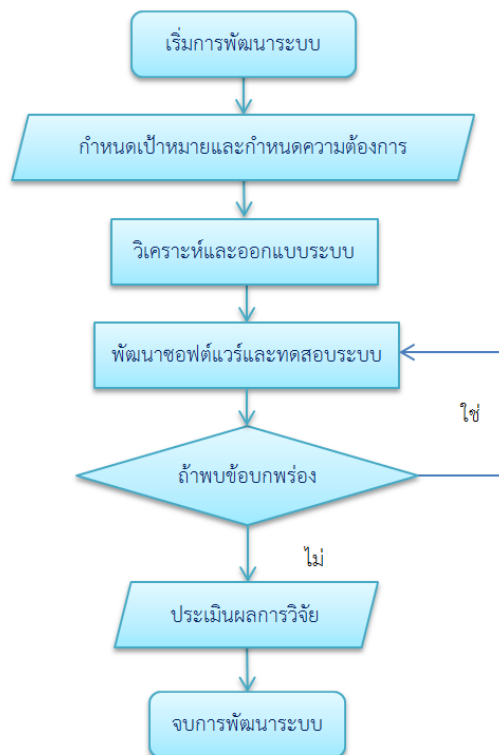 เริ่มการพัฒนาระบบ
กำหนดเป้าหมายและกำหนดความต้องการ
วิเคราะห์และออกแบบระบบ
พัฒนาซอฟต์แวร์และทดสอบระบบ
ใช่
ถ้าพบข้อบกพร่อง
ไม่
ประเมินผลการวิจัย
จบการพัฒนาระบบ